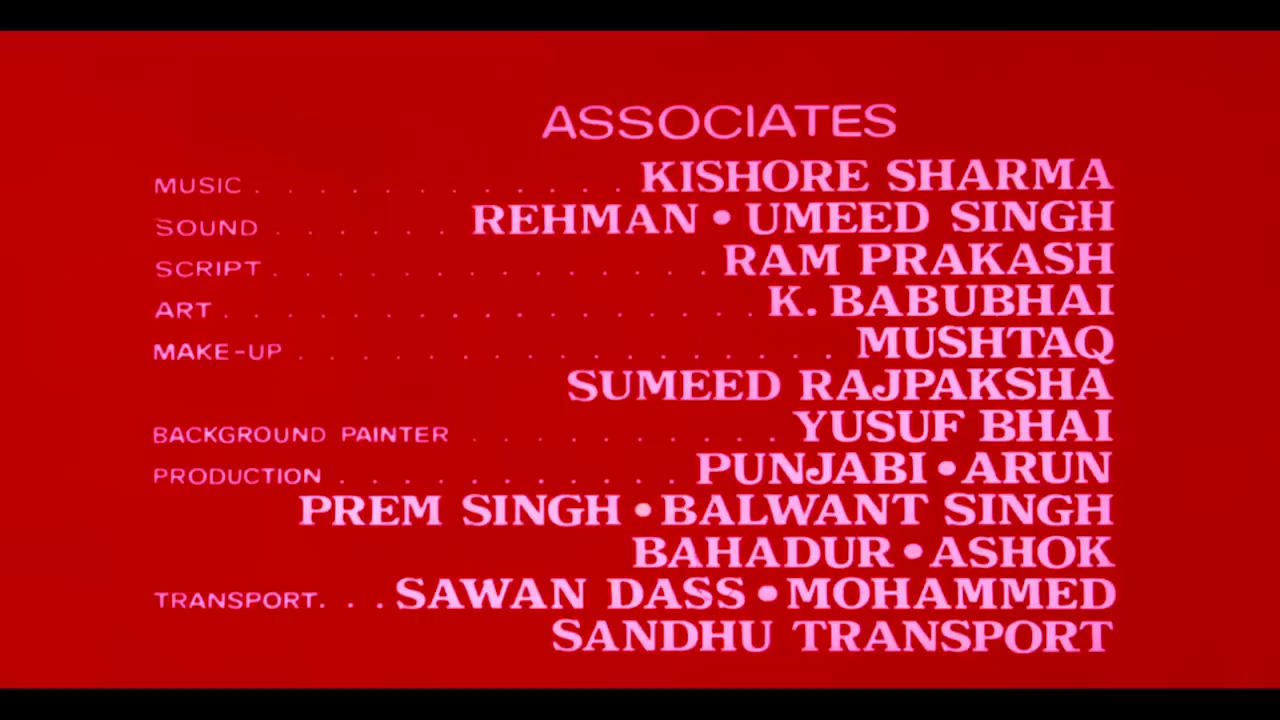 ASSOCIATES
MUSIC . . . . . . . . . . . . KISHORE SHARMA
SOUND . . . . . . REHMAN • UMEED SINGH
SCRIPT . . . . . . . . . . . . . . RAM PRAKASH
ART . . . . . . . . . . . . . . . . K. BABUBHAI
MAKE-UP . . . . . . . . . . . . . . . . . MUSHTAQ
SUMEED RAJPAKSHA
BACKGROUND PAINTER . . . . . . . . . . YUSUF BHAI
PRODUCTION . . . . . . . . . . . PUNJABI • ARUN
PREM SINGH • BALWANT SINGH
BAHADUR • ASHOK
TRANSPORT. . . . SAWAN DASS • MOHAMMED
SANDHU TRANSPORT